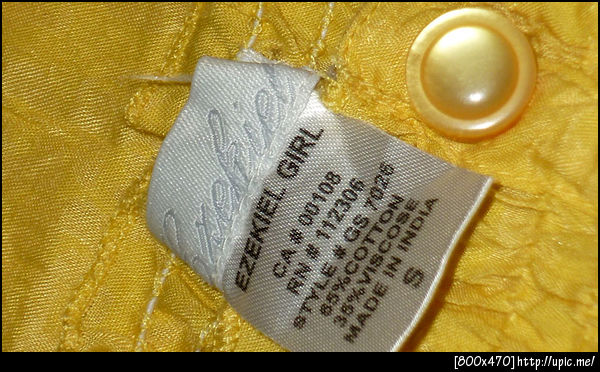 Ezekiel
EZEKIEL GIRL
CA # 00108
RN # 112306
STYLE # GS 7026
65%COTTON
35%VISCOSE
MADE IN INDIA
S
[800x470]http://upic.me/